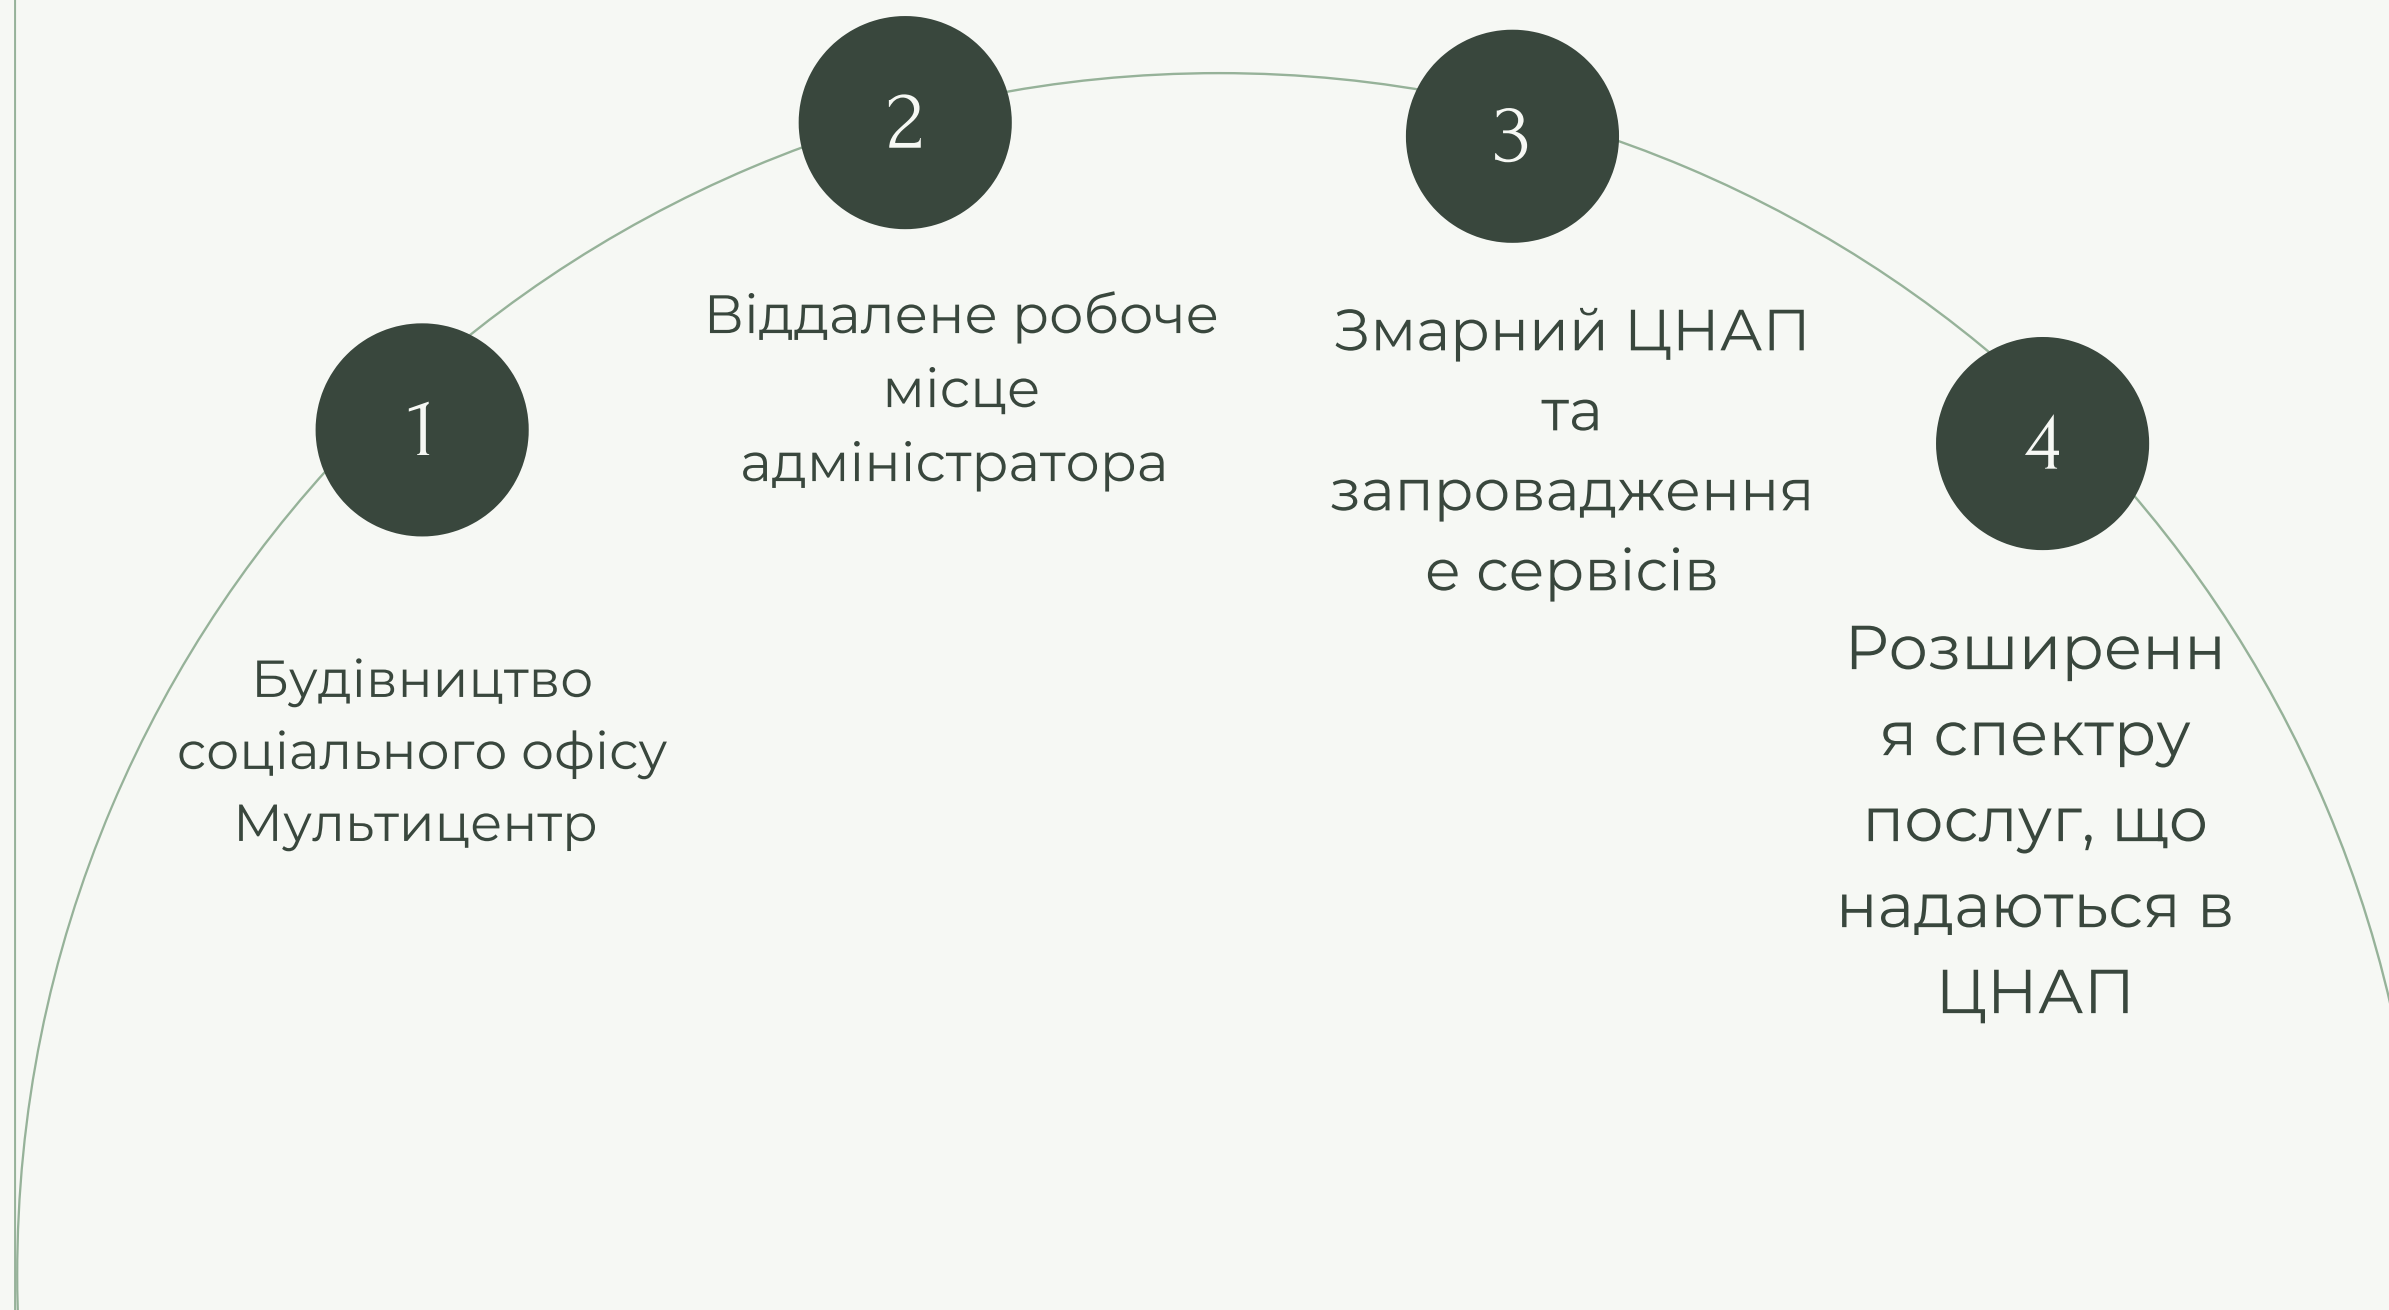 1
Будівництво
соціального офісу
Мультицентр
2
Віддалене робоче
місце
адміністратора
3
Змарний ЦНАП
та
запровадження
е сервісів
4
Розширенн
я спектру
послуг, що
надаються в
ЦНАП